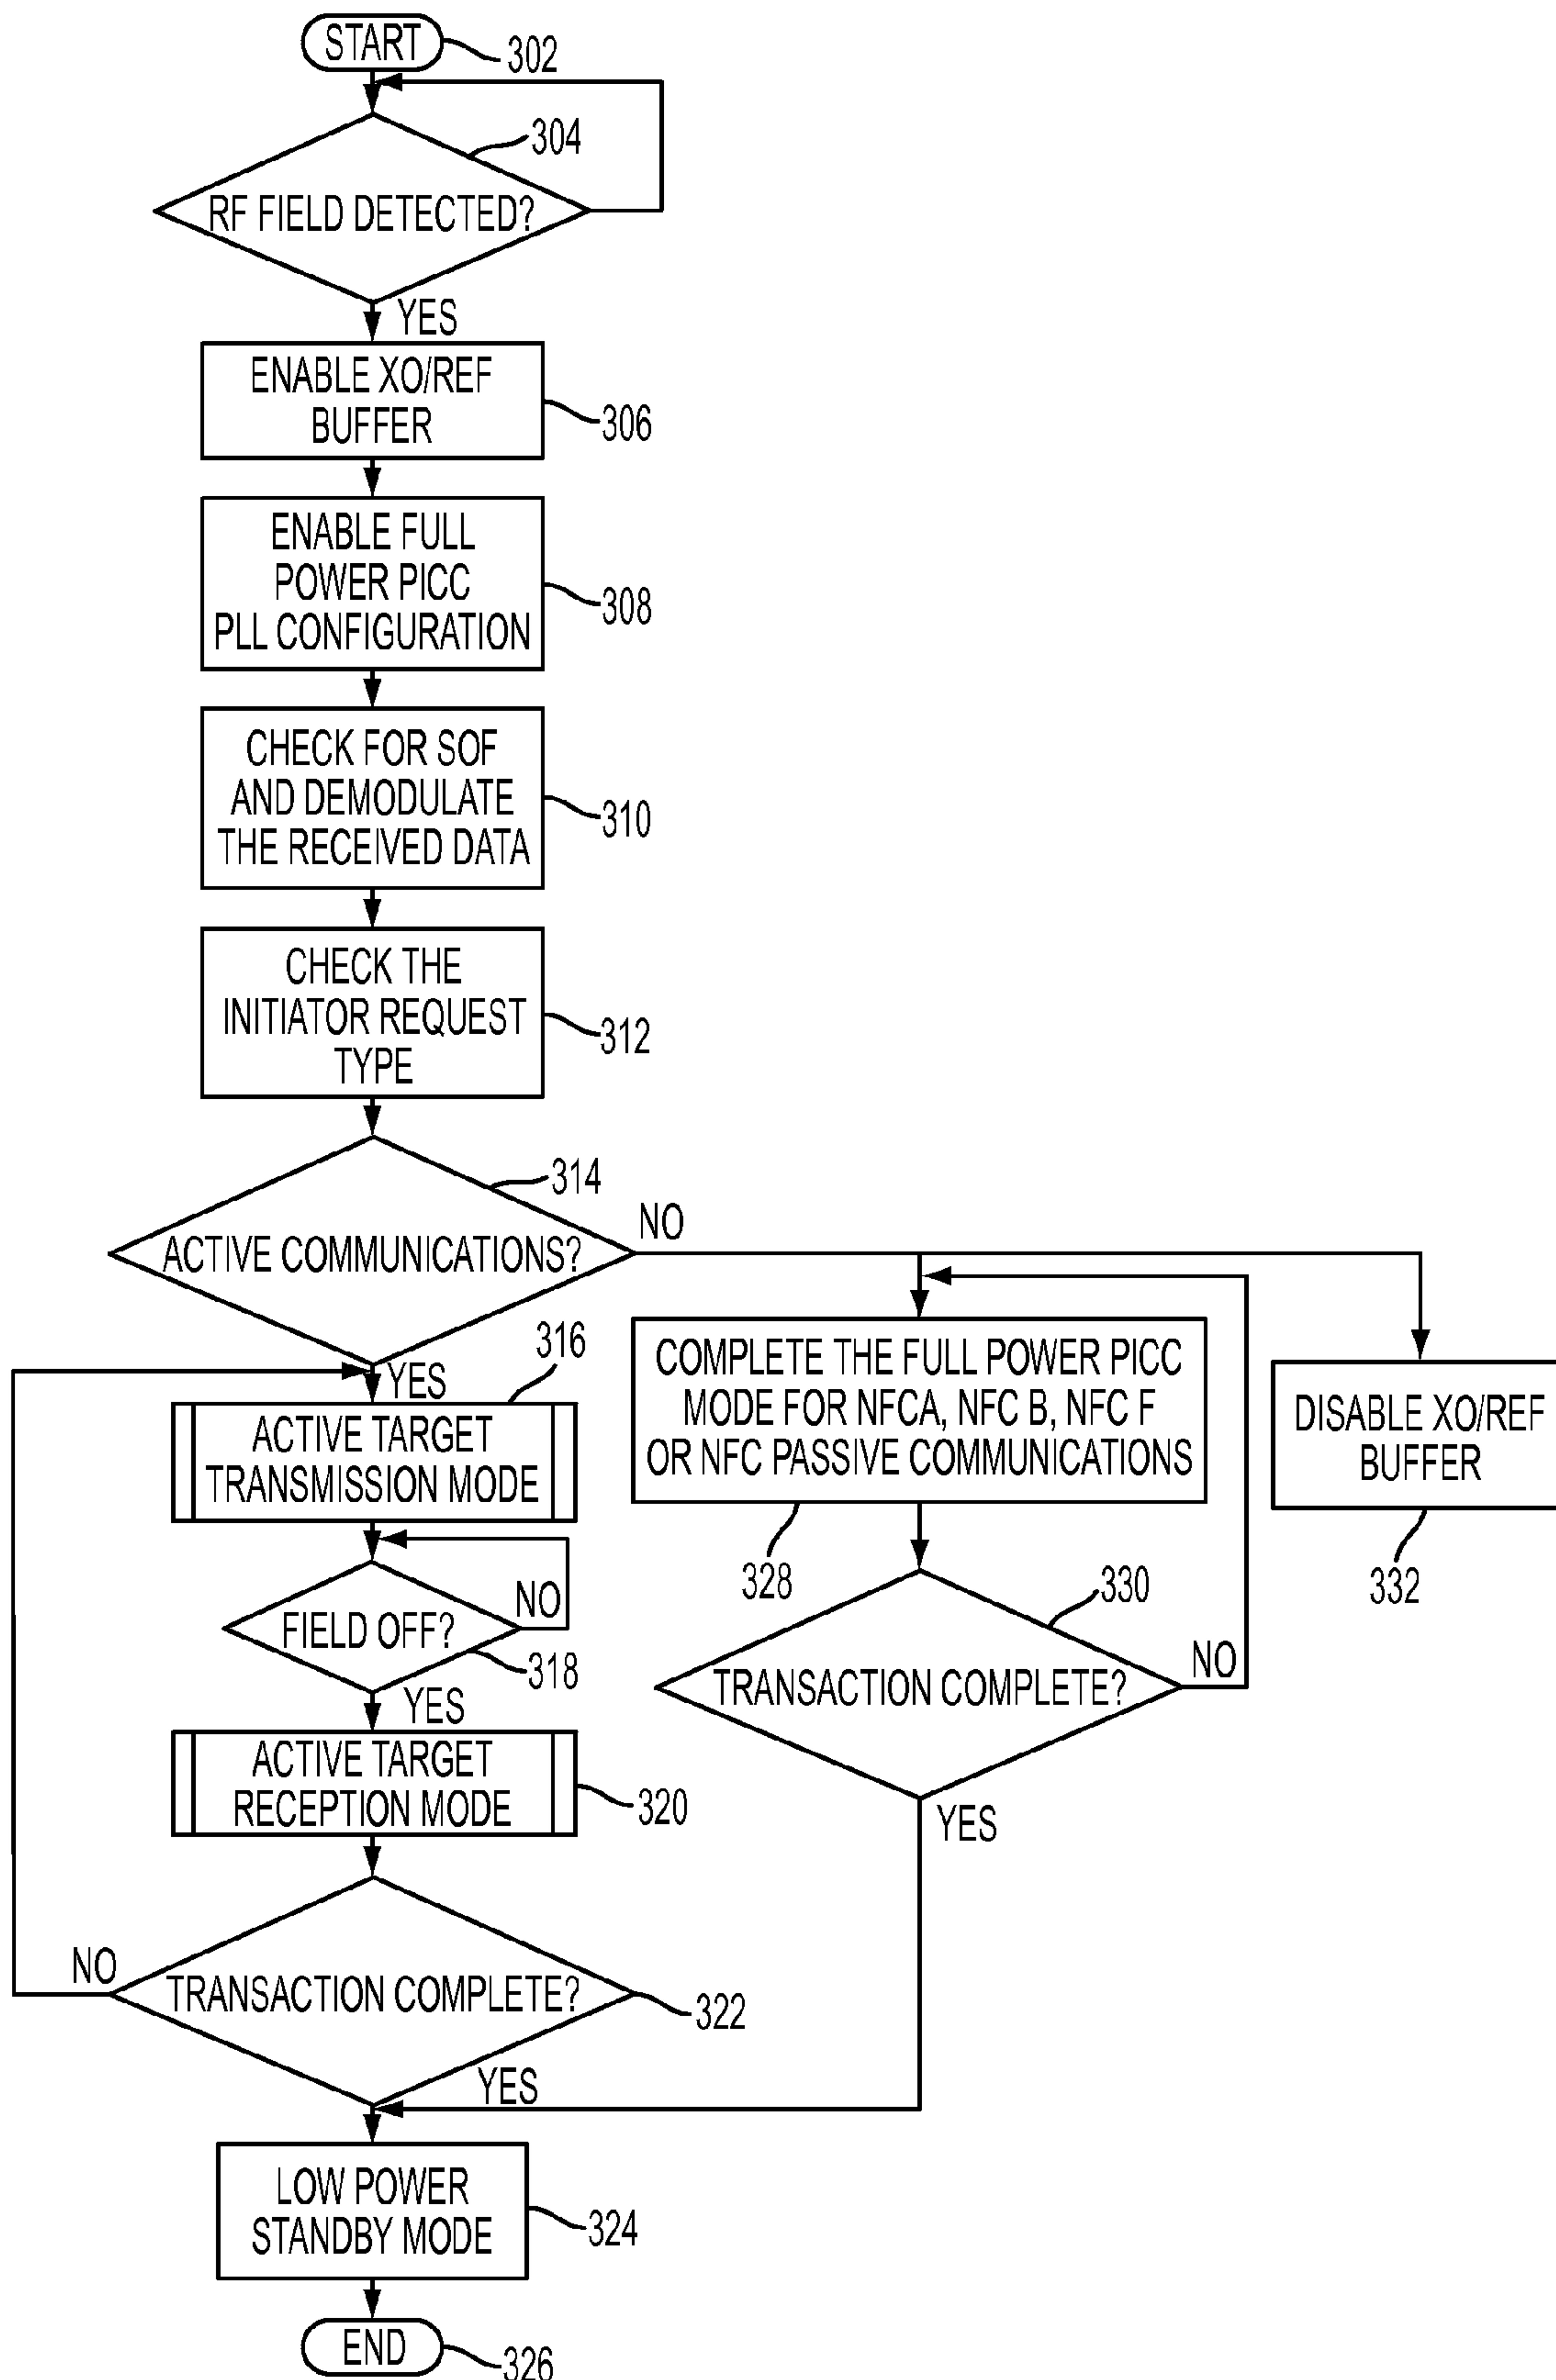 START
302
304
RF FIELD DETECTED?
YES
ENABLE XO/REF
BUFFER
306
ENABLE FULL
POWER PICC
PLL CONFIGURATION
308
CHECK FOR SOF
AND DEMODULATE
THE RECEIVED DATA
310
CHECK THE
INITIATOR REQUEST
TYPE
312
314
ACTIVE COMMUNICATIONS?
NO
YES
316
ACTIVE TARGET
TRANSMISSION MODE
FIELD OFF?
NO
318
YES
ACTIVE TARGET
RECEPTION MODE
320
TRANSACTION COMPLETE?
NO
322
YES
COMPLETE THE FULL POWER PICC
MODE FOR NFCA, NFC B, NFC F
OR NFC PASSIVE COMMUNICATIONS
328
330
TRANSACTION COMPLETE?
NO
YES
DISABLE XO/REF
BUFFER
332
LOW POWER
STANDBY MODE
324
END
326